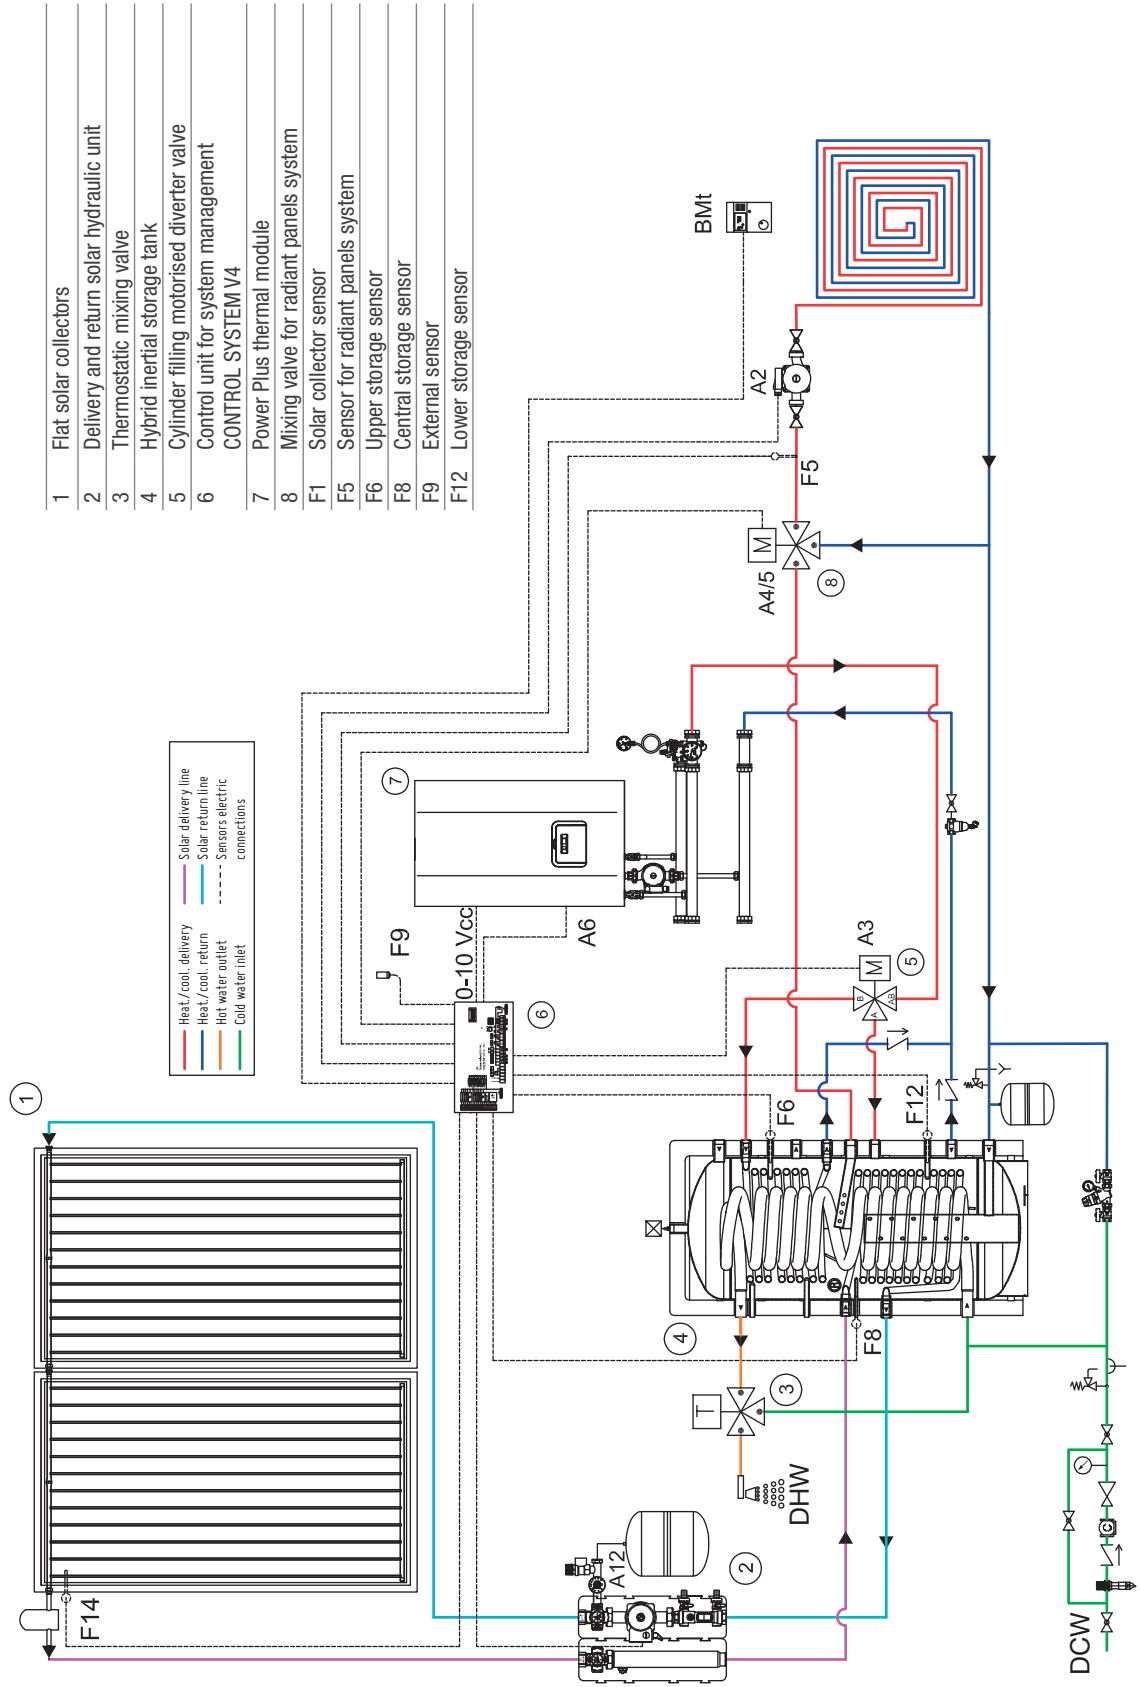 1 Flat solar collectors
2 Delivery and return solar hydraulic unit
3 Thermostatic mixing valve
4 Hybrid inertial storage tank
5 Cylinder filling motorised diverter valve
6 Control unit for system management
CONTROL SYSTEM V4
7 Power Plus thermal module
8 Mixing valve for radiant panels system
F1 Solar collector sensor
F5 Sensor for radiant panels system
F6 Upper storage sensor
F8 Central storage sensor
F9 External sensor
F12 Lower storage sensor
Heat./cool. delivery
Heat./cool. return
Hot water outlet
Cold water inlet
Solar delivery line
Solar return line
Sensors electric
connections
1
F14
2
A12
DHW
T
3
4
F8
DCW
C
F6
F12
6
0-10 Vcc
F9
A6
7
A3
M
5
A
B
AB
A4/5
M
8
F5
A2
BMt